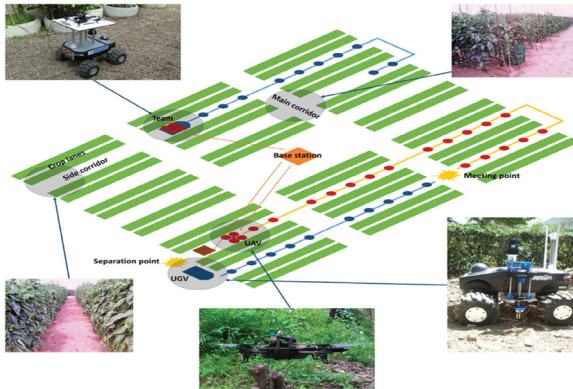 Team
Main corridor
Crop lanes
Side corridor
Base station
Meeting point
UAV
Separation point
UGV